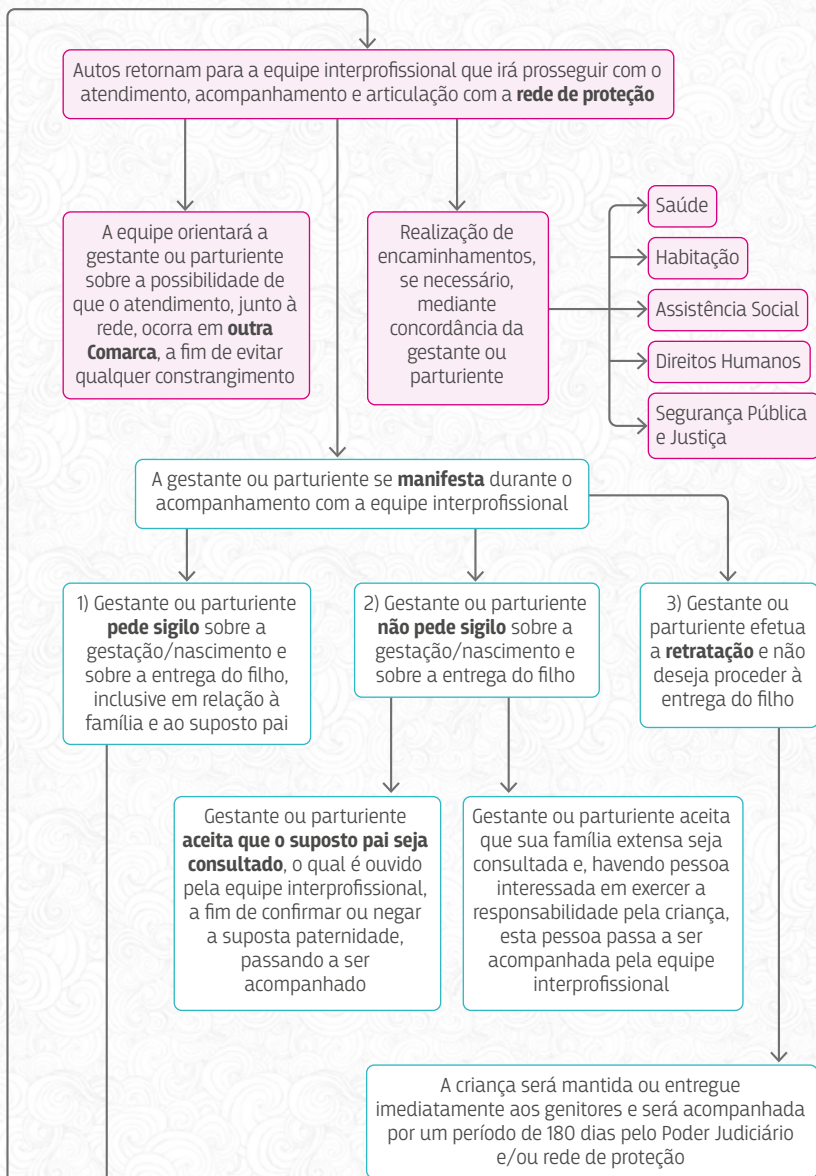 Autos retornam para a equipe interprofissional que irá prosseguir com o
atendimento, acompanhamento e articulação com a rede de proteção
A equipe orientará a
gestante ou parturiente
sobre a possibilidade de
que o atendimento, junto à
rede, ocorra em outra
Comarca, a fim de evitar
qualquer constrangimento
Realização de
encaminhamentos,
se necessário,
mediante
concordância da
gestante ou
parturiente
Saúde
Habitação
Assistência Social
Direitos Humanos
Segurança Pública
e Justiça
A gestante ou parturiente se manifesta durante o
acompanhamento com a equipe interprofissional
1) Gestante ou parturiente
pede sigilo sobre a
gestação/nascimento e
sobre a entrega do filho,
inclusive em relação à
família e ao suposto pai
2) Gestante ou parturiente
não pede sigilo sobre a
gestação/nascimento e
sobre a entrega do filho
3) Gestante ou
parturiente efetua
a retratação e não
deseja proceder à
entrega do filho
Gestante ou parturiente
aceita que o suposto pai seja
consultado, o qual é ouvido
pela equipe interprofissional,
a fim de confirmar ou negar
a suposta paternidade,
passando a ser
acompanhado
Gestante ou parturiente aceita
que sua família extensa seja
consultada e, havendo pessoa
interessada em exercer a
responsabilidade pela criança,
esta pessoa passa a ser
acompanhada pela equipe
interprofissional
A criança será mantida ou entregue
imediatamente aos genitores e será acompanhada
por um período de 180 dias pelo Poder Judiciário
e/ou rede de proteção